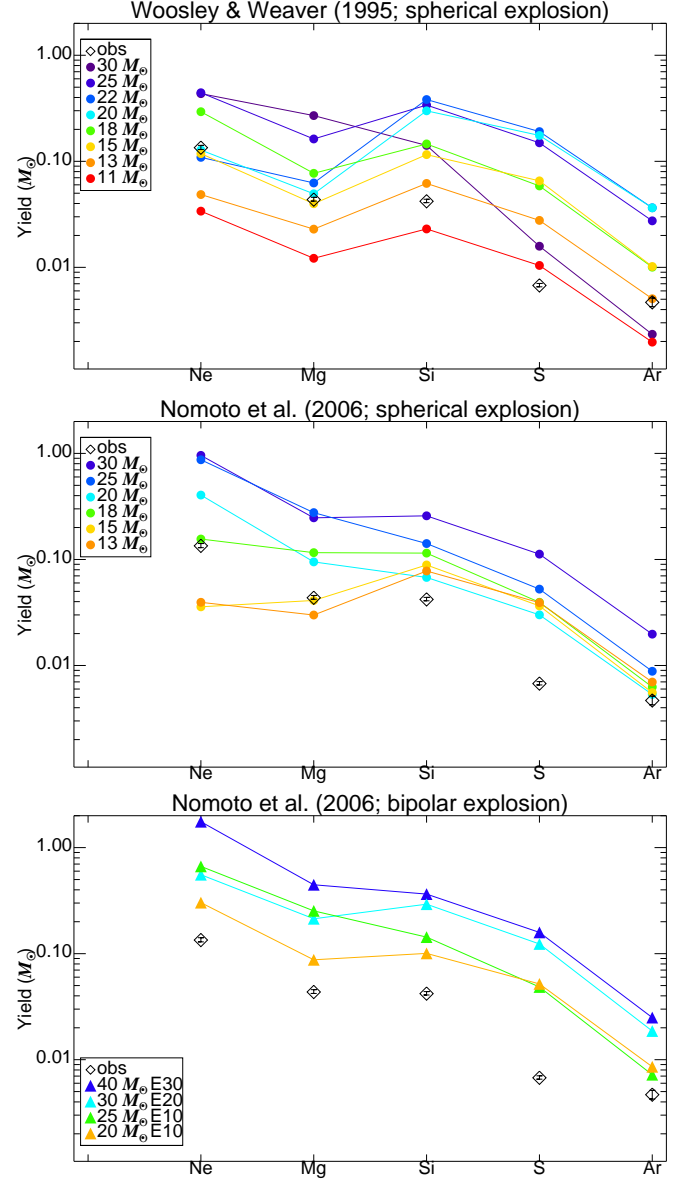 Woosley & Weaver (1995; spherical explosion)
obs
30 M⊙
25 M⊙
22 M⊙
20 M⊙
18 M⊙
15 M⊙
13 M⊙
11 M⊙
1.00
0.10
0.01
Yield (M⊙)
Ne Mg Si S Ar
Nomoto et al. (2006; spherical explosion)
obs
30 M⊙
25 M⊙
20 M⊙
18 M⊙
15 M⊙
13 M⊙
1.00
0.10
0.01
Yield (M⊙)
Ne Mg Si S Ar
Nomoto et al. (2006; bipolar explosion)
1.00
0.10
0.01
Yield (M⊙)
obs
40 M⊙ E30
30 M⊙ E20
25 M⊙ E10
20 M⊙ E10
Ne Mg Si S Ar